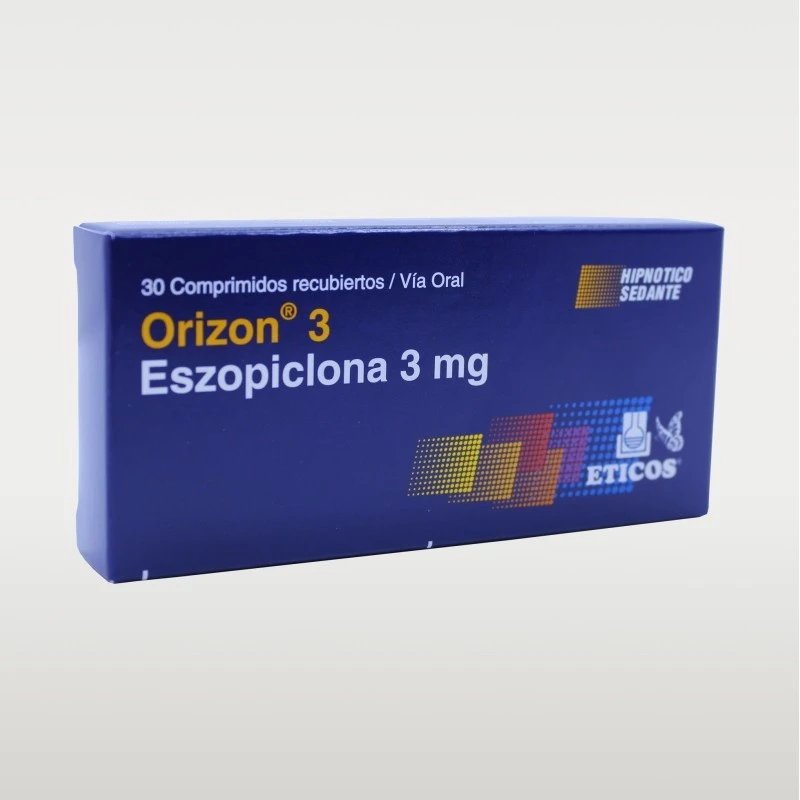 30 Comprimidos recubiertos / Vía Oral
HIPNOTICO
SEDANTE
Orizon® 3
Eszopiclona 3 mg
ETICOS